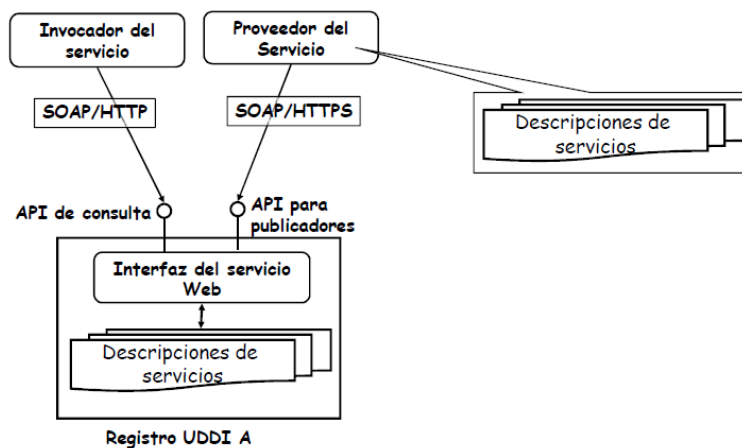 Invocador del
servicio
Proveedor del
Servicio
SOAP/HTTP
SOAP/HTTPS
Descripciones de
servicios
API de consulta
API para
publicadores
Interfaz del servicio
Web
Descripciones de
servicios
Registro UDDI A